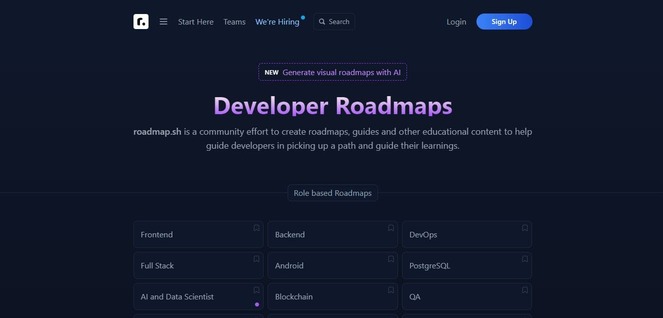 r.
Start Here Teams We're Hiring Search Login Sign Up
NEW Generate visual roadmaps with AI
Developer Roadmaps
roadmap.sh is a community effort to create roadmaps, guides and other educational content to help
guide developers in picking up a path and guide their learnings.
Role based Roadmaps
Frontend Backend DevOps
Full Stack Android PostgreSQL
AI and Data Scientist Blockchain QA